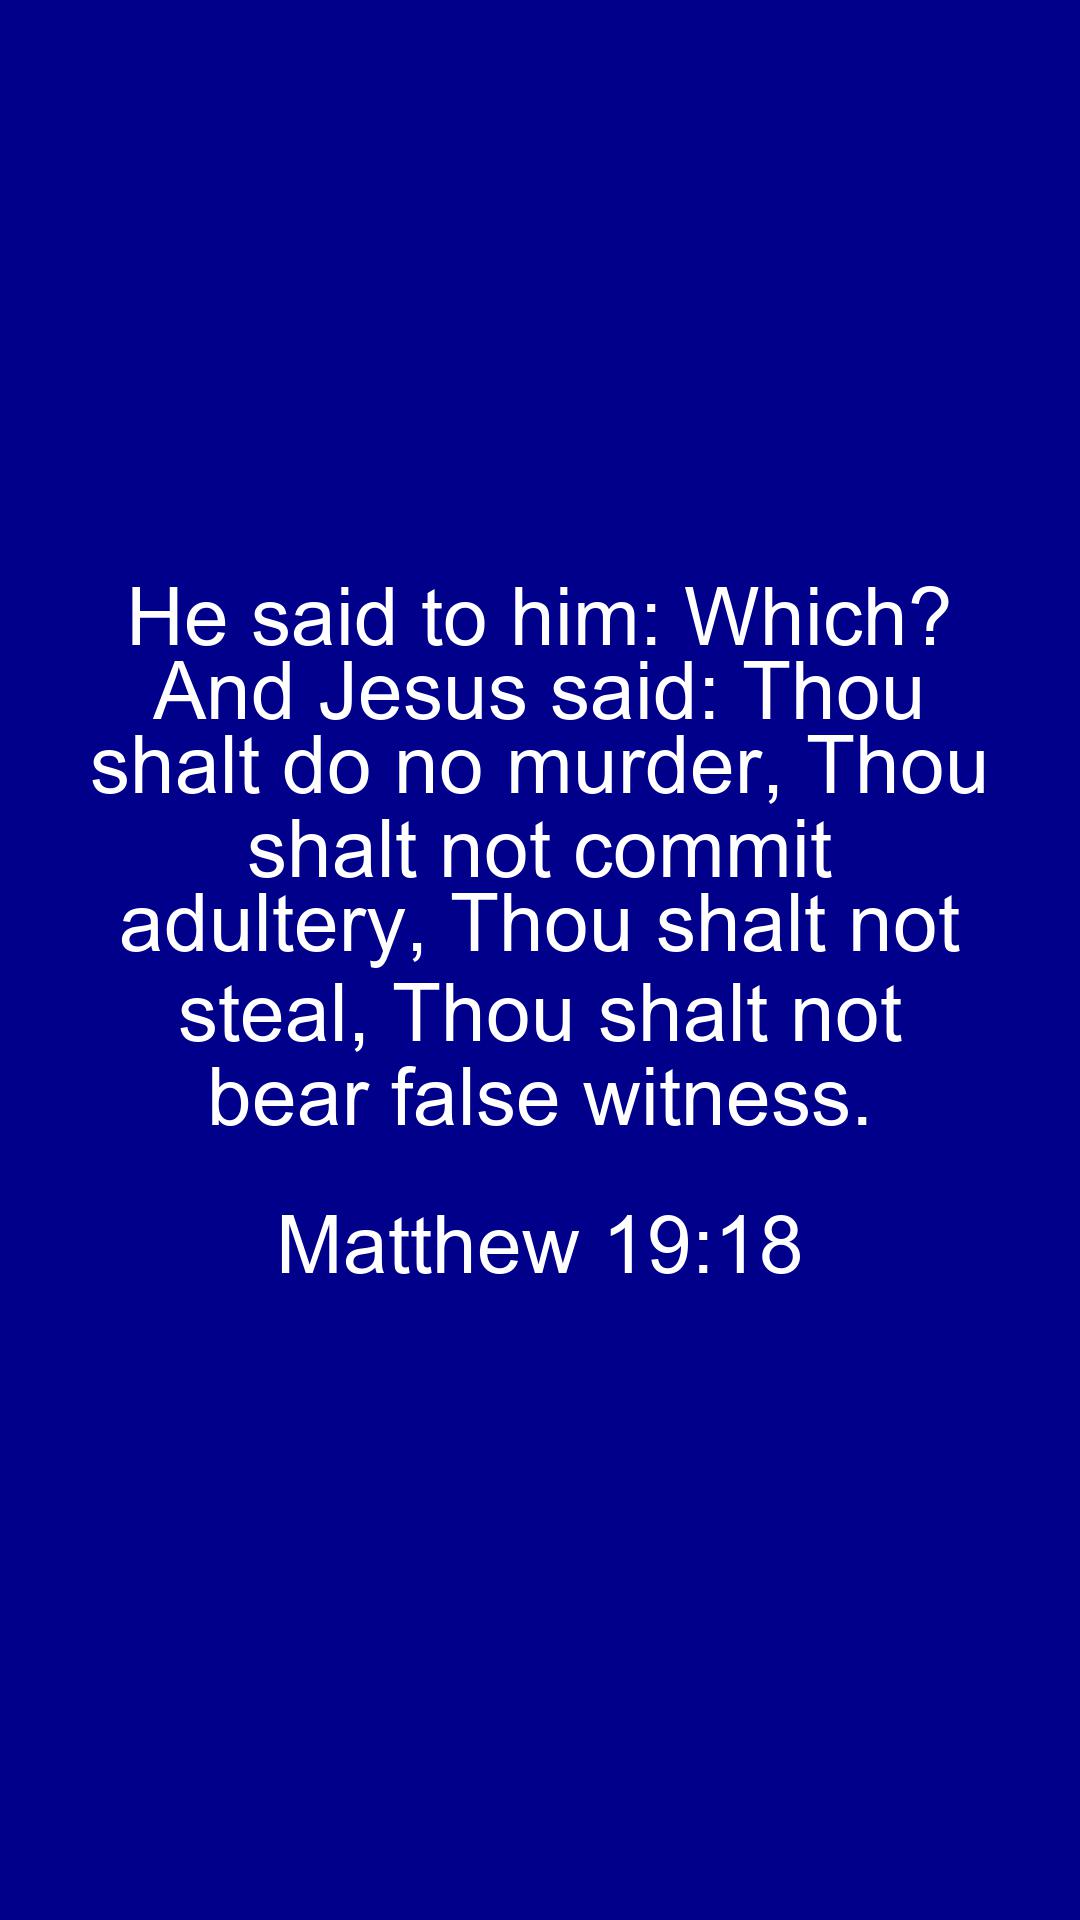 He said to him: Which?
And Jesus said: Thou
shalt do no murder, Thou
shalt not commit
adultery, Thou shalt not
steal, Thou shalt not
bear false witness.
Matthew 19:18